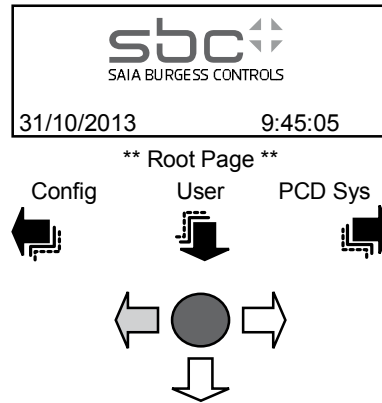 sbc
SAIA BURGESS CONTROLS
31/10/2013 9:45:05
** Root Page **
Config User PCD Sys